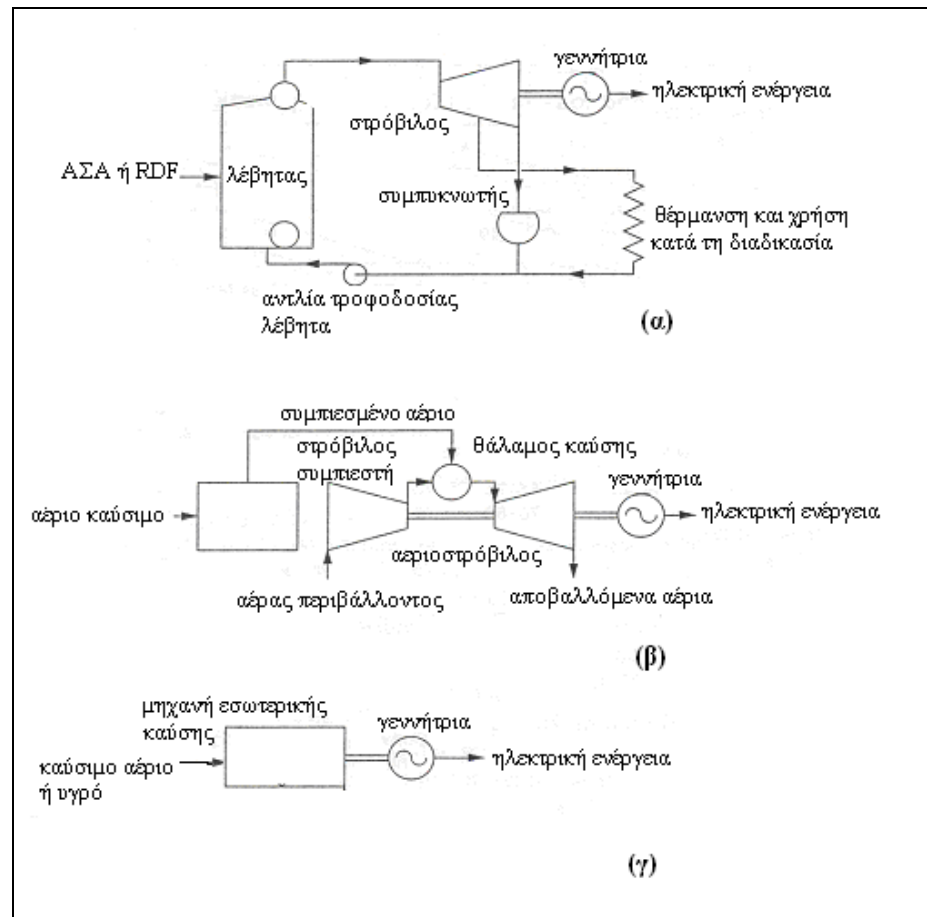 γεννήτρια
ηλεκτρική ενέργεια
στρόβιλος
ΑΣΑ ή RDF
λέβητας
συμπυκνωτής
θέρμανση και χρήση
κατά τη διαδικασία
αντλία τροφοδοσίας
λέβητα
(α)
συμπιεσμένο αέριο
στρόβιλος
συμπιεστή
θάλαμος καύσης
γεννήτρια
αέριο καύσιμο
ηλεκτρική ενέργεια
αεριοστρόβιλος
αέρας περιβάλλοντος
αποβαλλόμενα αέρια
(β)
μηχανή εσωτερικής
καύσης
γεννήτρια
ηλεκτρική ενέργεια
καύσιμο αέριο
ή υγρό
(γ)